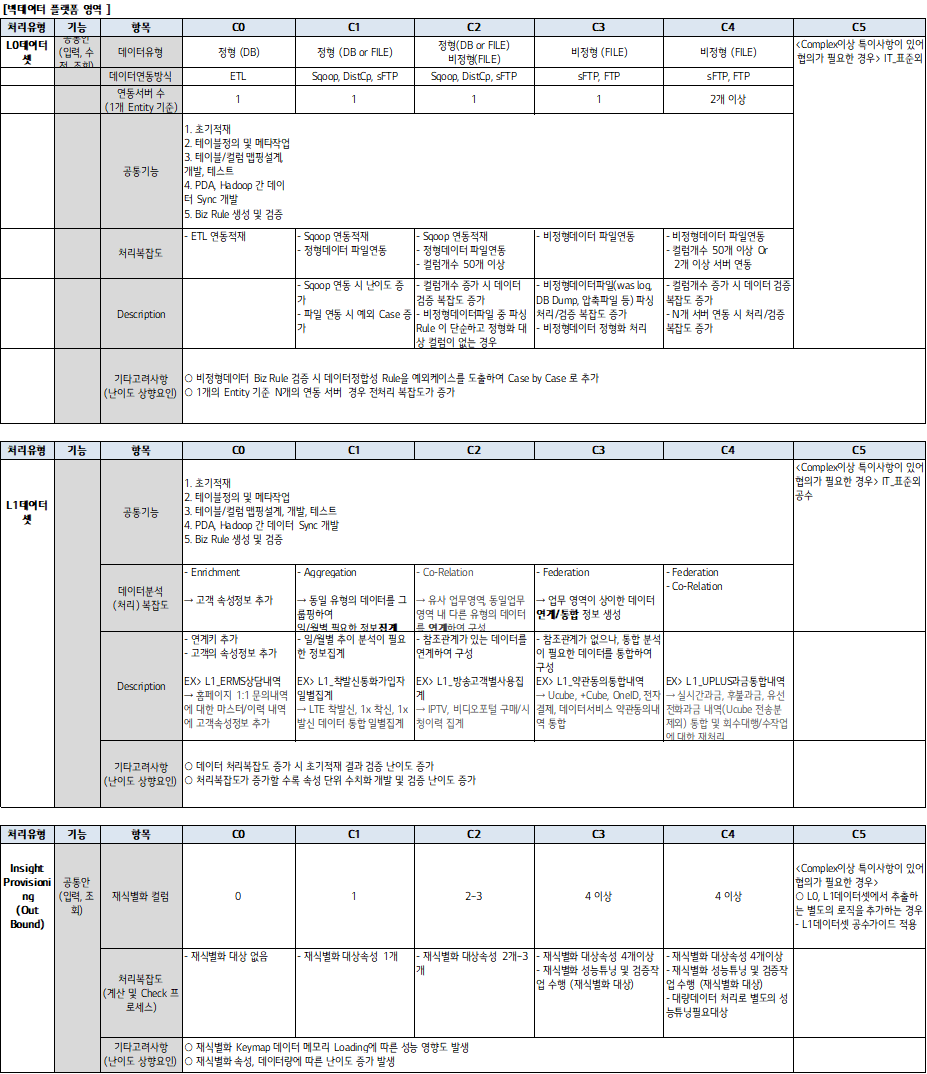 [빅데이터 플랫폼 영역 ]
처리유형 기능 항목 C0 C1 C2 C3 C4 C5
L0데이터
셋
(입력, 수
데이터유형
정형 (DB)
정형 (DB or FILE)
정형(DB or FILE)
비정형(FILE)
비정형 (FILE)
비정형 (FILE)
<Complex이상 특이사항이 있어
협의가 필요한 경우> IT_표준외
데이터연동방식 ETL Sqoop, DistCp, sFTP Sqoop, DistCp, sFTP sFTP, FTP sFTP, FTP
연동서버 수
(1개 Entity 기준)
1 1 1 1 2개 이상
공통기능
1. 초기적재
2. 테이블정의 및 메타작업
3. 테이블/컬럼 맵핑설계,
개발, 테스트
4. PDA, Hadoop 간 데이
터 Sync 개발
5. Biz Rule 생성 및 검증
처리복잡도
- ETL 연동적재
- Sqoop 연동적재
- 정형데이터 파일연동
- Sqoop 연동적재
- 정형데이터 파일연동
- 컬럼개수 50개 이상
- 비정형데이터 파일연동
- 비정형데이터 파일연동
- 컬럼개수 50개 이상 Or
2개 이상 서버 연동
Description
- Sqoop 연동 시 난이도 증
가
- 파일 연동 시 예외 Case 증
가
- 컬럼개수 증가 시 데이터
검증 복잡도 증가
- 비정형데이터파일 중 파싱
Rule 이 단순하고 정형화 대
상 컬럼이 없는 경우
- 비정형데이터파일(was log,
DB Dump, 압축파일 등) 파싱
처리/검증 복잡도 증가
- 비정형데이터 정형화 처리
- 컬럼개수 증가 시 데이터 검증
복잡도 증가
- N개 서버 연동 시 처리/검증
복잡도 증가
기타고려사항
(난이도 상향요인)
○ 비정형데이터 Biz Rule 검증 시 데이터정합성 Rule을 예외케이스를 도출하여 Case by Case 로 추가
○ 1개의 Entity 기준 N개의 연동 서버 경우 전처리 복잡도가 증가
처리유형 기능 항목 C0 C1 C2 C3 C4 C5
L1데이터
셋
공통기능
1. 초기적재
2. 테이블정의 및 메타작업
3. 테이블/컬럼 맵핑설계, 개발, 테스트
4. PDA, Hadoop 간 데이터 Sync 개발
5. Biz Rule 생성 및 검증
<Complex이상 특이사항이 있어
협의가 필요한 경우> IT_표준외
공수
데이터분석
(처리) 복잡도
- Enrichment
→ 고객 속성정보 추가
- Aggregation
→ 동일 유형의 데이터를 그
룹핑하여
일/월별 필요한 정보집계
- Co-Relation
→ 유사 업무영역, 동일업무
영역 내 다른 유형의 데이터
를 연계하여 구성
- Federation
→ 업무 영역이 상이한 데이터
연계/통합 정보 생성
- Federation
- Co-Relation
Description
- 연계키 추가
- 고객의 속성정보 추가
EX> L1_ERMS상담내역
→ 홈페이지 1:1 문의내역
에 대한 마스터/이력 내역
에 고객속성정보 추가
- 일/월별 추이 분석이 필요
한 정보집계
EX> L1_착발신통화가입자
일별집계
→ LTE 착발신, 1x 착신, 1x
발신 데이터 통합 일별집계
- 참조관계가 있는 데이터를
연계하여 구성
EX> L1_방송고객별사용집
계
→ IPTV, 비디오포털 구매/시
청이력 집계
- 참조관계가 없으나, 통합 분석
이 필요한 데이터를 통합하여
구성
EX> L1_약관동의통합내역
→ Ucube, +Cube, OneID, 전자
결제, 데이터서비스 약관동의내
역 통합
EX> L1_UPLUS과금통합내역
→ 실시간과금, 후불과금, 유선
전화과금 내역(Ucube 전송분
제외) 통합 및 회수대행/수작업
에 대한 재처리
기타고려사항
(난이도 상향요인)
○ 데이터 처리복잡도 증가 시 초기적재 결과 검증 난이도 증가
○ 처리복잡도가 증가할 수록 속성 단위 수치화 개발 및 검증 난이도 증가
처리유형 기능 항목 C0 C1 C2 C3 C4 C5
Insight
Provisioni
ng
(Out
Bound)
공통안
(입력, 조
회)
재식별화 컬럼
0 1 2-3 4 이상 4 이상
<Complex이상 특이사항이 있어
협의가 필요한 경우>
○ L0, L1데이터셋에서 추출하
는 별도의 로직을 추가하는 경우
- L1데이터셋 공수가이드 적용
처리복잡도
(계산 및 Check 프
로세스)
- 재식별화 대상 없음
- 재식별화 대상속성 1개
- 재식별화 대상속성 2개-3
개
- 재식별화 대상속성 4개이상
- 재식별화 성능튜닝 및 검증작
업 수행 (재식별화 대상)
- 재식별화 대상속성 4개이상
- 재식별화 성능튜닝 및 검증작
업 수행 (재식별화 대상)
- 대량데이터 처리로 별도의 성
능튜닝필요대상
기타고려사항
(난이도 상향요인)
○ 재식별화 Keymap 데이터 메모리 Loading에 따른 성능 영향도 발생
○ 재식별화 속성, 데이터량에 따른 난이도 증가 발생